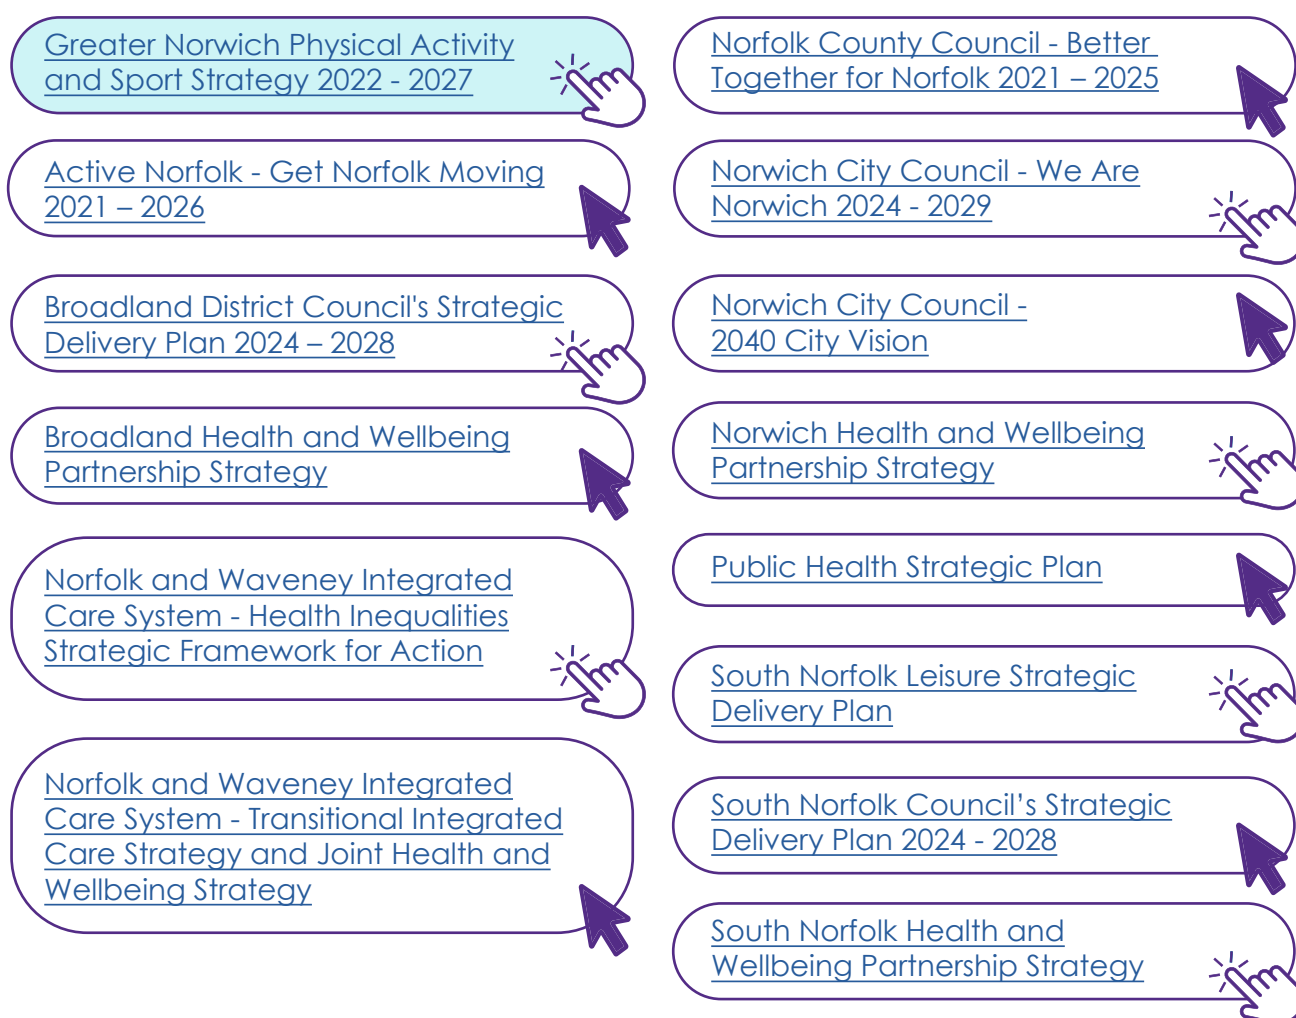 Greater Norwich Physical Activity
and Sport Strategy 2022 - 2027
Active Norfolk - Get Norfolk Moving
2021 – 2026
Broadland District Council's Strategic
Delivery Plan 2024 – 2028
Broadland Health and Wellbeing
Partnership Strategy
Norfolk and Waveney Integrated
Care System - Health Inequalities
Strategic Framework for Action
Norfolk and Waveney Integrated
Care System - Transitional Integrated
Care Strategy and Joint Health and
Wellbeing Strategy
Norfolk County Council - Better
Together for Norfolk 2021 – 2025
Norwich City Council - We Are
Norwich 2024 - 2029
Norwich City Council -
2040 City Vision
Norwich Health and Wellbeing
Partnership Strategy
Public Health Strategic Plan
South Norfolk Leisure Strategic
Delivery Plan
South Norfolk Council’s Strategic
Delivery Plan 2024 - 2028
South Norfolk Health and
Wellbeing Partnership Strategy